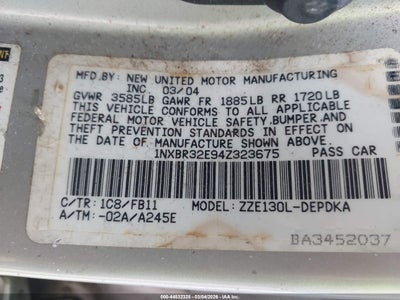 MFD.BY: NEW UNITED MOTOR MANUFACTURING
INC. 03/04
GVWR 3585LB GAWR FR 1885LB RR 1720LB
THIS VEHICLE CONFORMS TO ALL APPLICABLE
FEDERAL MOTOR VEHICLE SAFETY,BUMPER,AND
THEFT PREVENTION STANDARDS IN EFFECT ON
THE DATE OF MANUFACTURE SHOWN ABOVE.
1NXBR32E94Z323675 PASS CAR
C/TR: 1C8/FB11 MODEL: ZZE130L-DEPDKA
A/TM: -02A/A245E
BA3452037
000-44532325 - 03/04/2026 - IAA Inc.